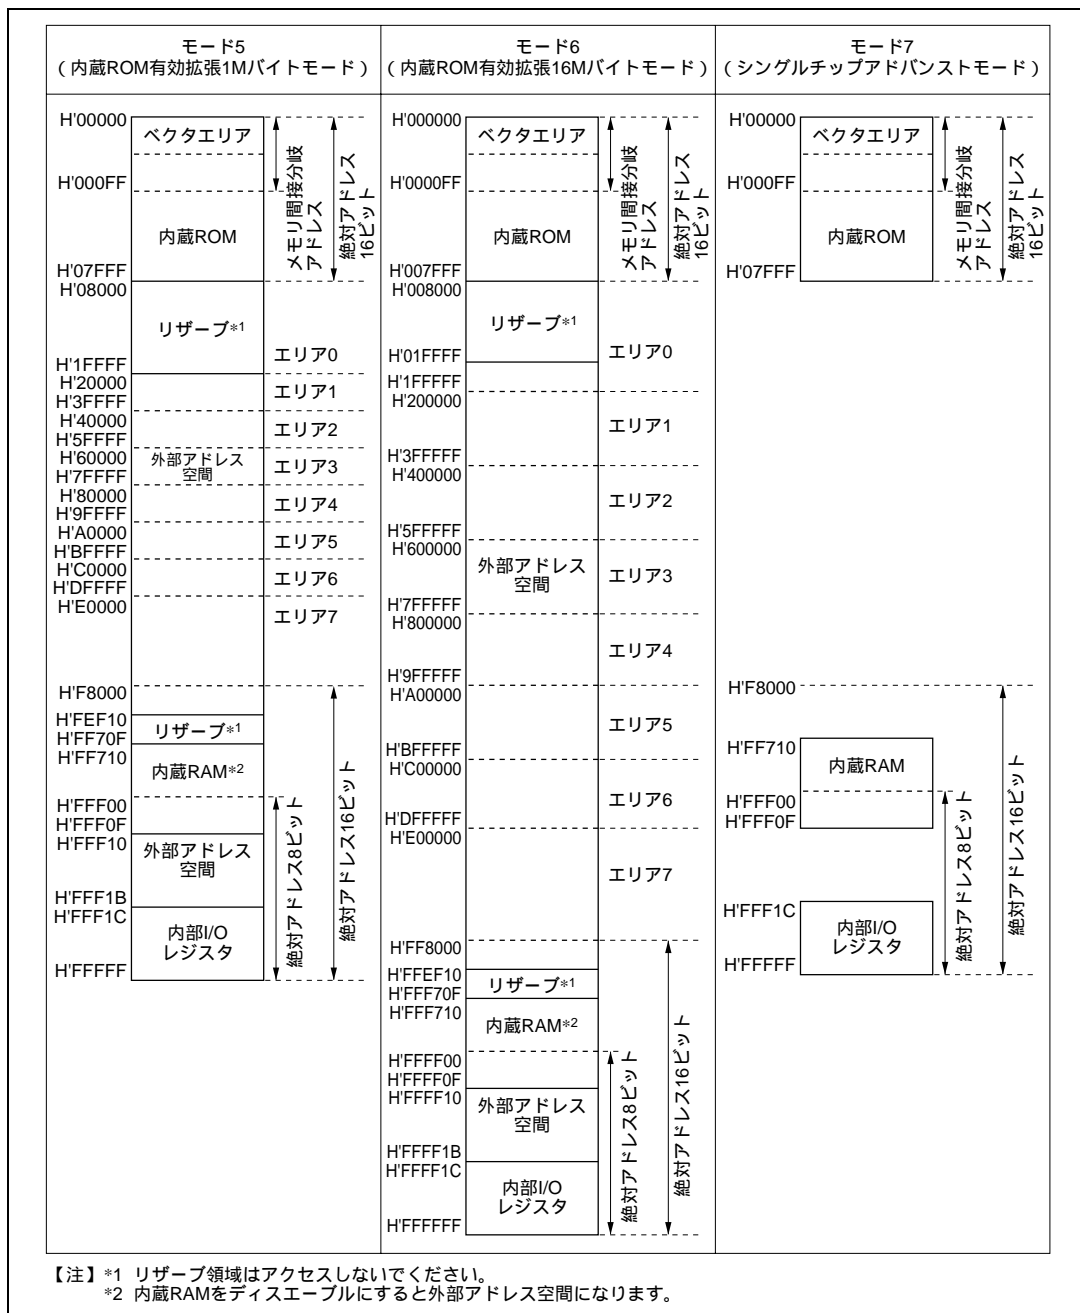 モード5
（内蔵ROM有効拡張1Mバイトモード）
H'00000
ベクタエリア
H'000FF
内蔵ROM
H'07FFF
H'08000
リザーブ*1
H'1FFFF
H'20000
H'3FFFF
H'40000
H'5FFFF
H'60000
外部アドレス
空間
H'7FFFF
H'80000
H'9FFFF
H'A0000
H'BFFFF
H'C0000
H'DFFFF
H'E0000
H'F8000
H'FEF10
リザーブ*1
H'FF70F
H'FF710
内蔵RAM*2
H'FFF00
H'FFF0F
H'FFF10
外部アドレス
空間
H'FFF1B
H'FFF1C
内部I/O
レジスタ
H'FFFFF
メモリ間接分岐
アドレス
絶対アドレス
16ビット
エリア0
エリア1
エリア2
エリア3
エリア4
エリア5
エリア6
エリア7
絶対アドレス8ビット
絶対アドレス16ビット
モード6
（内蔵ROM有効拡張16Mバイトモード）
H'000000
ベクタエリア
H'0000FF
内蔵ROM
H'007FFF
H'008000
リザーブ*1
H'01FFFF
H'1FFFFF
H'200000
H'3FFFFF
H'400000
H'5FFFFF
H'600000
外部アドレス
空間
H'7FFFFF
H'800000
H'9FFFFF
H'A00000
H'BFFFFF
H'C00000
H'DFFFFF
H'E00000
H'FF8000
H'FFEF10
リザーブ*1
H'FFF70F
H'FFF710
内蔵RAM*2
H'FFFF00
H'FFFF0F
H'FFFF10
外部アドレス
空間
H'FFFF1B
H'FFFF1C
内部I/O
レジスタ
H'FFFFFF
メモリ間接分岐
アドレス
絶対アドレス
16ビット
エリア0
エリア1
エリア2
エリア3
エリア4
エリア5
エリア6
エリア7
絶対アドレス8ビット
絶対アドレス16ビット
モード7
（シングルチップアドバンストモード）
H'00000
ベクタエリア
H'000FF
内蔵ROM
H'07FFF
メモリ間接分岐
アドレス
絶対アドレス
16ビット
H'F8000
H'FF710
内蔵RAM
H'FFF00
H'FFF0F
H'FFF1C
内部I/O
レジスタ
H'FFFFF
絶対アドレス8ビット
絶対アドレス16ビット
【注】*1 リザーブ領域はアクセスしないでください。
*2 内蔵RAMをディスエーブルにすると外部アドレス空間になります。